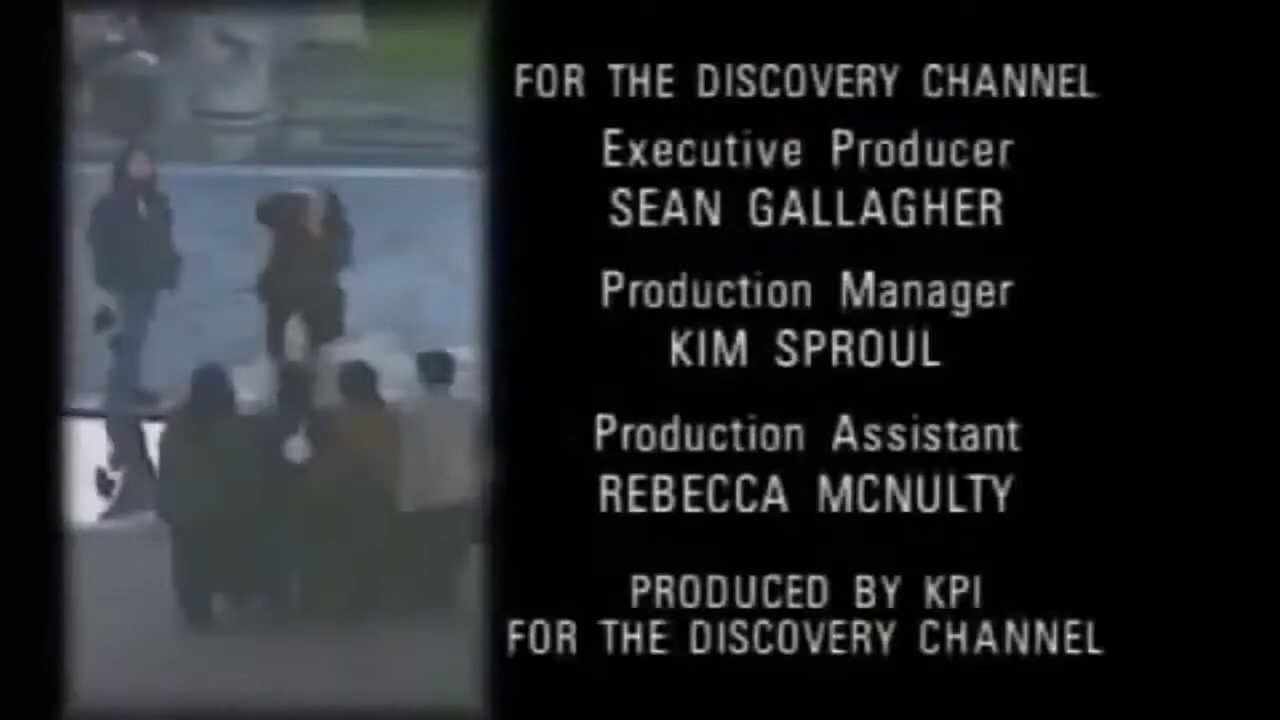 FOR THE DISCOVERY CHANNEL
Executive Producer
SEAN GALLAGHER
Production Manager
KIM SPROUL
Production Assistant
REBECCA MCNULTY
PRODUCED BY KPI
FOR THE DISCOVERY CHANNEL